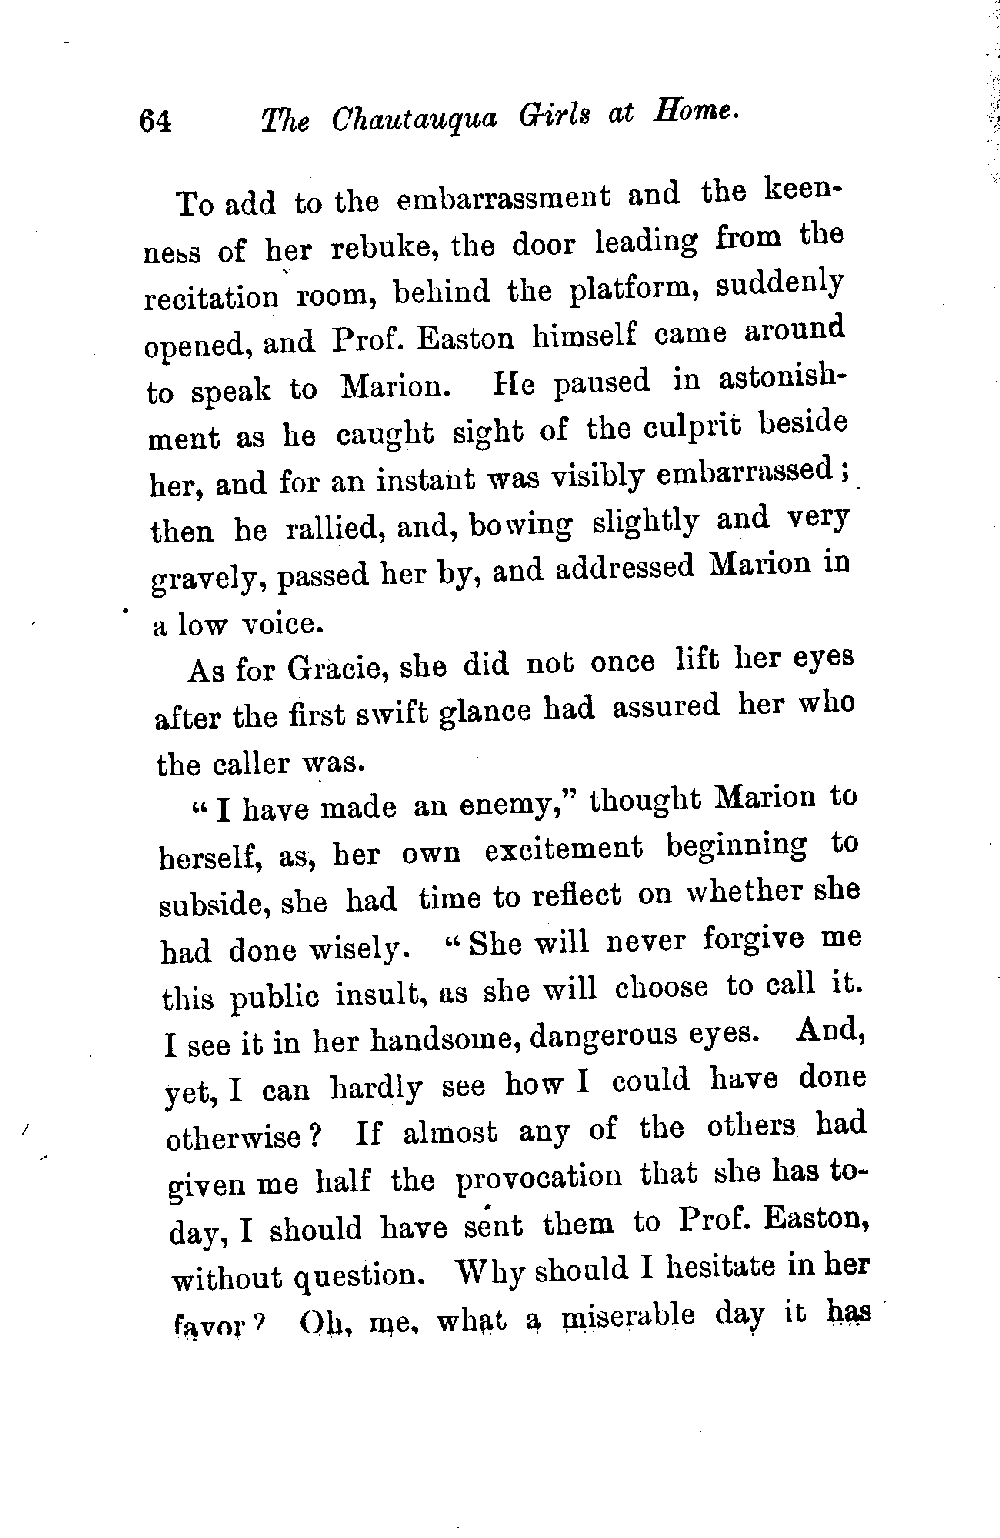 64 The Chautauqua Girls at Home.
To add to the embarrassment and the keen-
ness of her rebuke, the door leading from the
recitation room, behind the platform, suddenly
opened, and Prof. Easton himself came around
to speak to Marion. He paused in astonish-
ment as he caught sight of the culprit beside
her, and for an instant was visibly embarrassed;
then he rallied, and, bowing slightly and very
gravely, passed her by, and addressed Marion in
a low voice.
As for Gracie, she did not once lift her eyes
after the first swift glance had assured her who
the caller was.
“I have made an enemy,” thought Marion to
herself, as, her own excitement beginning to
subside, she had time to reflect on whether she
had done wisely. “She will never forgive me
this public insult, as she will choose to call it.
I see it in her handsome, dangerous eyes. And,
yet, I can hardly see how I could have done
otherwise? If almost any of the others had
given me half the provocation that she has to-
day, I should have sent them to Prof. Easton,
without question. Why should I hesitate in her
favor? Oh, me, what a miserable day it has